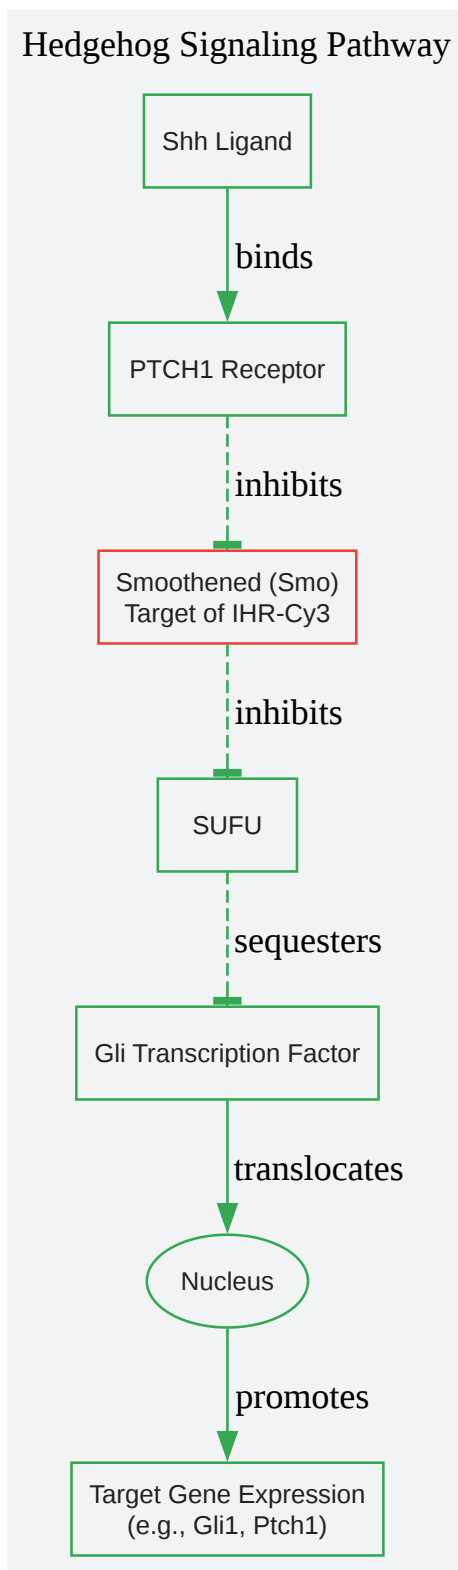 Hedgehog Signaling Pathway
Shh Ligand
binds
PTCH1 Receptor
inhibits
Smoothened (Smo)
Target of IHR-Cy3
inhibits
SUFU
sequesters
Gli Transcription Factor
translocates
Nucleus
promotes
Target Gene Expression
(e.g., Gli1, Ptch1)